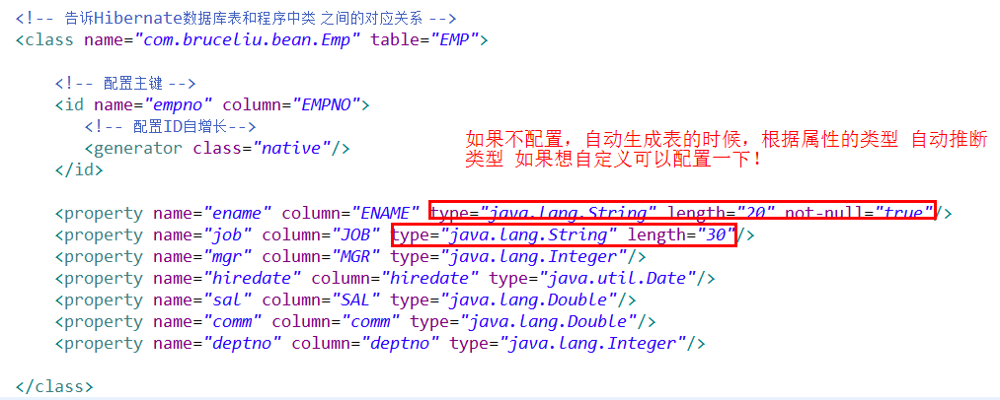 <!-- 告诉Hibernate数据库表和程序中类 之间的对应关系 -->
<class name="com.bruceliu.bean.Emp" table="EMP">
<!-- 配置主键 -->
<id name="empno" column="EMPNO">
<!-- 配置ID自增长-->
<generator class="native"/>
</id>
如果不配置，自动生成表的时候，根据属性的类型 自动推断
类型 如果想自定义可以配置一下！
<property name="ename" column="ENAME" type="java.lang.String" length="20" not-null="true"/>
<property name="job" column="JOB" type="java.lang.String" length="30"/>
<property name="mgr" column="MGR" type="java.lang.Integer"/>
<property name="hiredate" column="hiredate" type="java.util.Date"/>
<property name="sal" column="SAL" type="java.lang.Double"/>
<property name="comm" column="comm" type="java.lang.Double"/>
<property name="deptno" column="deptno" type="java.lang.Integer"/>
</class>